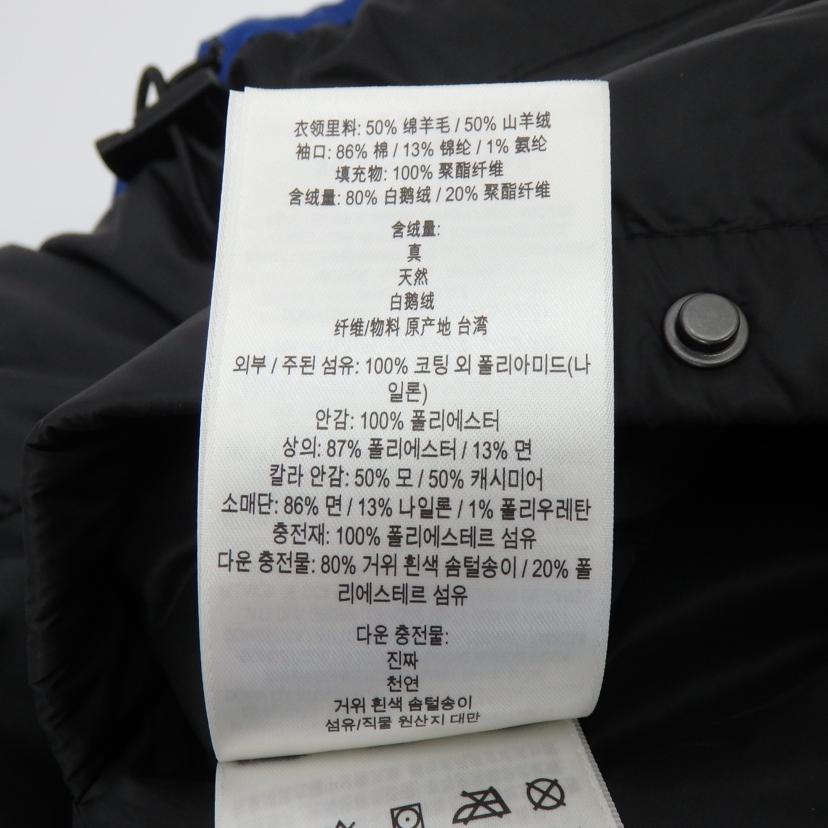 衣领里料: 50% 绵羊毛 / 50% 山羊绒
袖口: 86% 棉 / 13% 锦纶 / 1% 氨纶
填充物: 100% 聚酯纤维
含绒量: 80% 白鹅绒 / 20% 聚酯纤维
含绒量:
真
天然
白鹅绒
纤维/物料 原产地 台湾
외부 / 주된 섬유: 100% 코팅 외 폴리아미드(나
일론)
안감: 100% 폴리에스터
상의: 87% 폴리에스터 / 13% 면
칼라 안감: 50% 모 / 50% 캐시미어
소매단: 86% 면 / 13% 나일론 / 1% 폴리우레탄
충전재: 100% 폴리에스테르 섬유
다운 충전물: 80% 거위 흰색 솜털송이 / 20% 폴
리에스테르 섬유
다운 충전물:
진짜
천연
거위 흰색 솜털송이
섬유/직물 원산지 대만